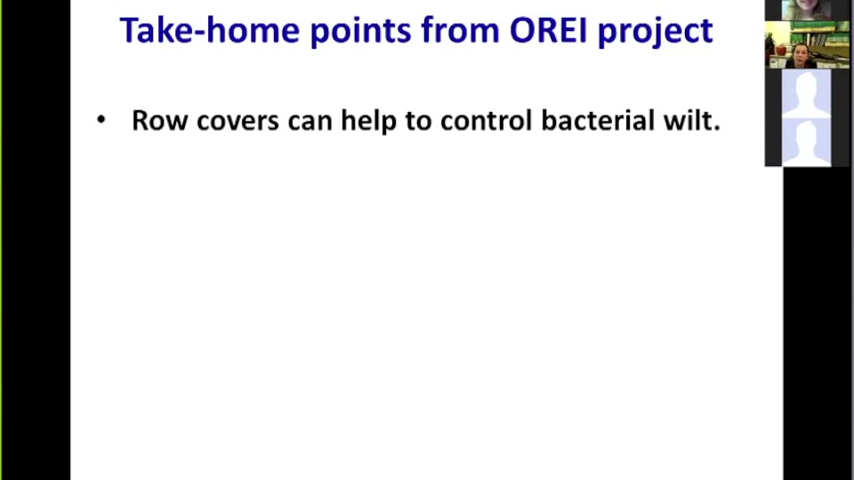 Take-home points from OREI project
• Row covers can help to control bacterial wilt.